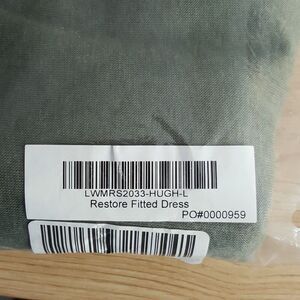 LWMRS2033-HUGH-L
Restore Fitted Dress
PO#0000959